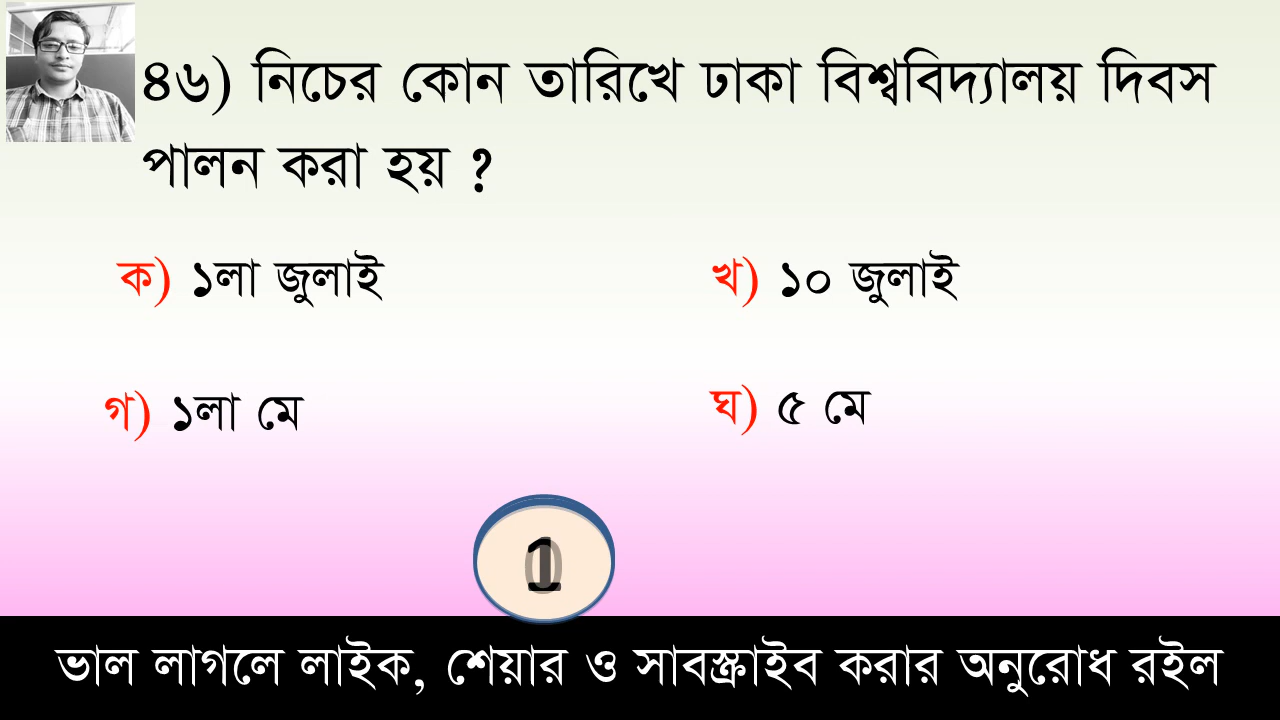 ৪৬) নিচের কোন তারিখে ঢাকা বিশ্ববিদ্যালয় দিবস
পালন করা হয় ?
ক) ১লা জুলাই
খ) ১০ জুলাই
গ) ১লা মে
ঘ) ৫ মে
1
ভাল লাগলে লাইক, শেয়ার ও সাবস্ক্রাইব করার অনুরোধ রইল